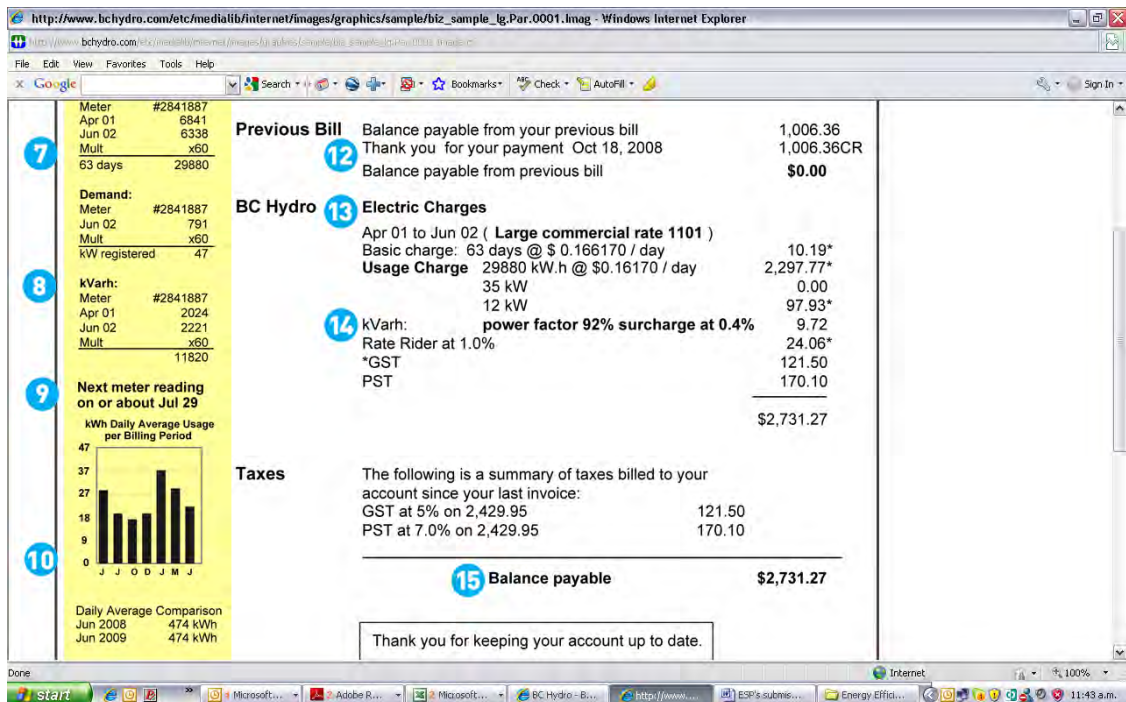 http://www.bchydro.com/etc/medialib/internet/images/graphics/sample/biz_sample_lg.Par.0001.Imag - Windows Internet Explorer
bchydro.com
File Edit View Favorites Tools Help
x Google Search Bookmarks Check AutoFill Sign In
Meter #2841887
Apr 01 6841
Jun 02 6338
Mult x60
63 days 29880
7
Demand:
Meter #2841887
Jun 02 791
Mult x60
kW registered 47
8
kVarh:
Meter #2841887
Apr 01 2024
Jun 02 2221
Mult x60
11820
9
Next meter reading
on or about Jul 29
kWh Daily Average Usage
per Billing Period
47
37
27
18
9
0
J J O D J M J
10
Daily Average Comparison
Jun 2008 474 kWh
Jun 2009 474 kWh
Previous Bill Balance payable from your previous bill 1,006.36
12 Thank you for your payment Oct 18, 2008 1,006.36CR
Balance payable from previous bill $0.00
BC Hydro 13 Electric Charges
Apr 01 to Jun 02 ( Large commercial rate 1101 )
Basic charge: 63 days @ $ 0.166170 / day 10.19*
Usage Charge 29880 kW.h @ $0.16170 / day 2,297.77*
35 kW 0.00
12 kW 97.93*
14 kVarh: power factor 92% surcharge at 0.4% 9.72
Rate Rider at 1.0% 24.06*
*GST 121.50
PST 170.10
$2,731.27
Taxes The following is a summary of taxes billed to your
account since your last invoice:
GST at 5% on 2,429.95 121.50
PST at 7.0% on 2,429.95 170.10
15 Balance payable $2,731.27
Thank you for keeping your account up to date.
Done Internet 100%
start Microsoft... 2 Adobe R... 2 Microsoft... BC Hydro - B... http://www.... ESP's submis... Energy Effici... 11:43 a.m.